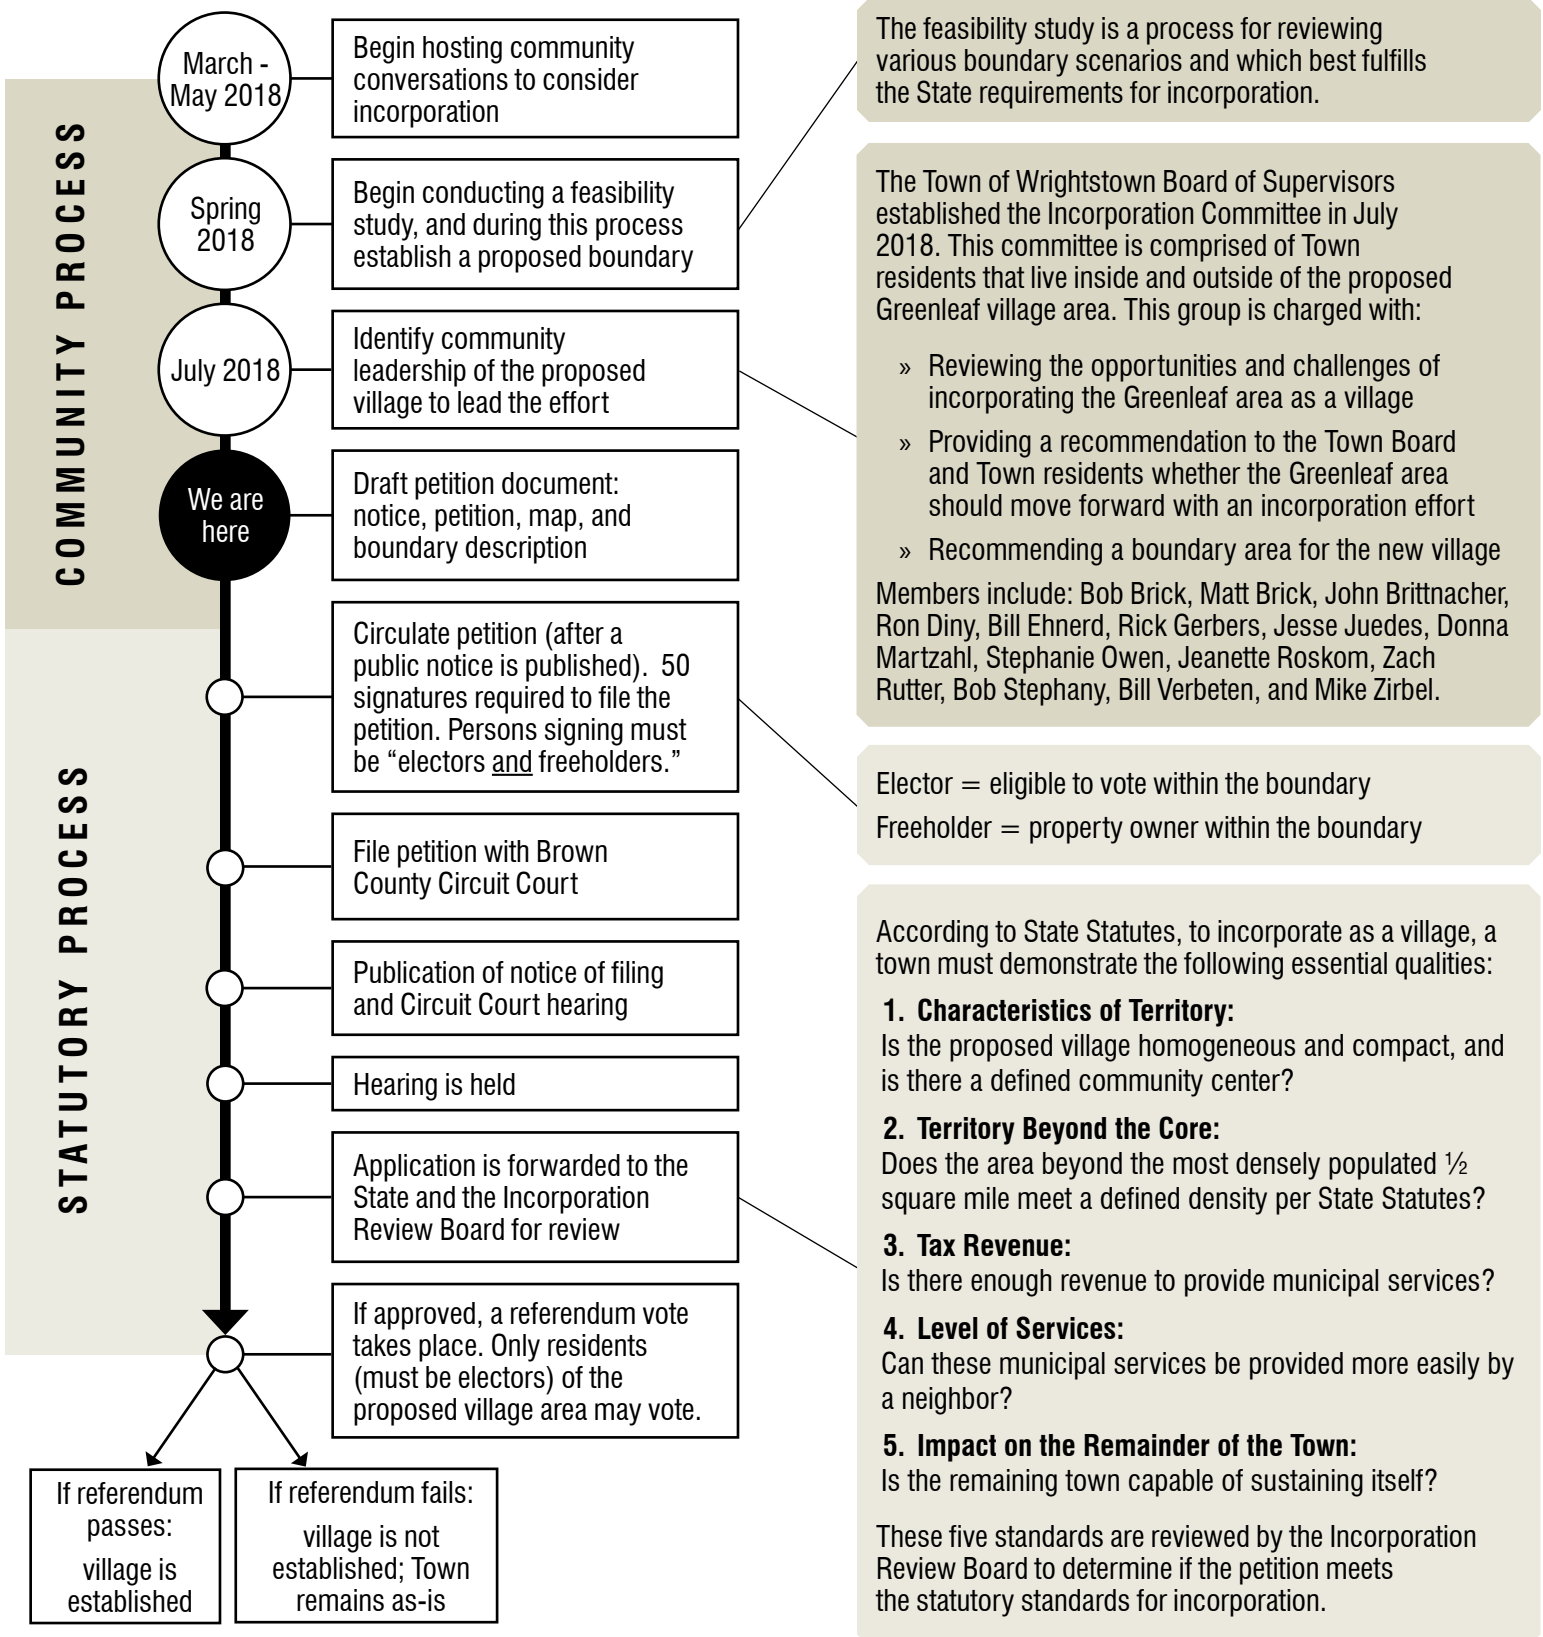 COMMUNITY PROCESS
March -
May 2018
Begin hosting community
conversations to consider
incorporation
Spring
2018
Begin conducting a feasibility
study, and during this process
establish a proposed boundary
The feasibility study is a process for reviewing
various boundary scenarios and which best fulfills
the State requirements for incorporation.
July 2018
Identify community
leadership of the proposed
village to lead the effort
The Town of Wrightstown Board of Supervisors
established the Incorporation Committee in July
2018. This committee is comprised of Town
residents that live inside and outside of the proposed
Greenleaf village area. This group is charged with:
» Reviewing the opportunities and challenges of
incorporating the Greenleaf area as a village
» Providing a recommendation to the Town Board
and Town residents whether the Greenleaf area
should move forward with an incorporation effort
» Recommending a boundary area for the new village
Members include: Bob Brick, Matt Brick, John Brittnacher,
Ron Diny, Bill Ehnerd, Rick Gerbers, Jesse Juedes, Donna
Martzahl, Stephanie Owen, Jeanette Roskom, Zach
Rutter, Bob Stephany, Bill Verbeten, and Mike Zirbel.
We are
here
Draft petition document:
notice, petition, map, and
boundary description
STATUTORY PROCESS
Circulate petition (after a
public notice is published). 50
signatures required to file the
petition. Persons signing must
be “electors and freeholders.”
Elector = eligible to vote within the boundary
Freeholder = property owner within the boundary
File petition with Brown
County Circuit Court
Publication of notice of filing
and Circuit Court hearing
Hearing is held
Application is forwarded to the
State and the Incorporation
Review Board for review
According to State Statutes, to incorporate as a village, a
town must demonstrate the following essential qualities:
1. Characteristics of Territory:
Is the proposed village homogeneous and compact, and
is there a defined community center?
2. Territory Beyond the Core:
Does the area beyond the most densely populated ½
square mile meet a defined density per State Statutes?
3. Tax Revenue:
Is there enough revenue to provide municipal services?
4. Level of Services:
Can these municipal services be provided more easily by
a neighbor?
5. Impact on the Remainder of the Town:
Is the remaining town capable of sustaining itself?
These five standards are reviewed by the Incorporation
Review Board to determine if the petition meets
the statutory standards for incorporation.
If approved, a referendum vote
takes place. Only residents
(must be electors) of the
proposed village area may vote.
If referendum
passes:
village is
established
If referendum fails:
village is not
established; Town
remains as-is